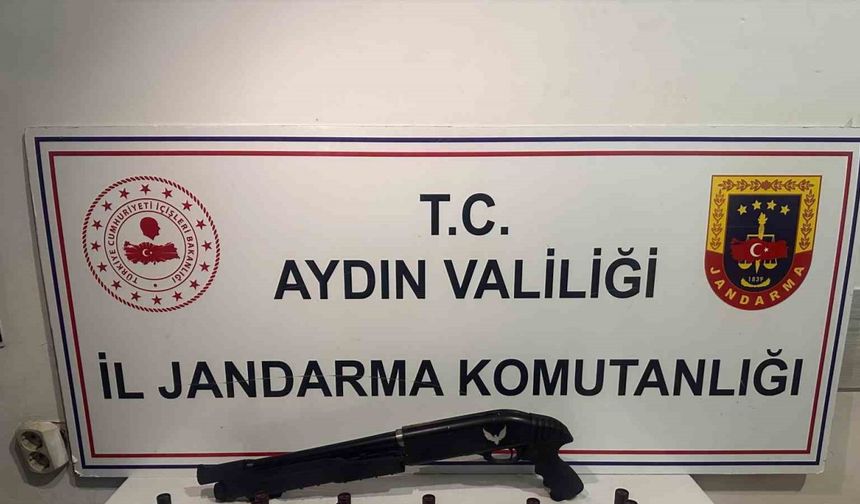 T.C.
AYDIN VALİLİĞİ
İL JANDARMA KOMUTANLIĞI
TÜRKİYE CUMHURİYETİ İÇİŞLERİ BAKANLIĞI
1839
JANDARMA